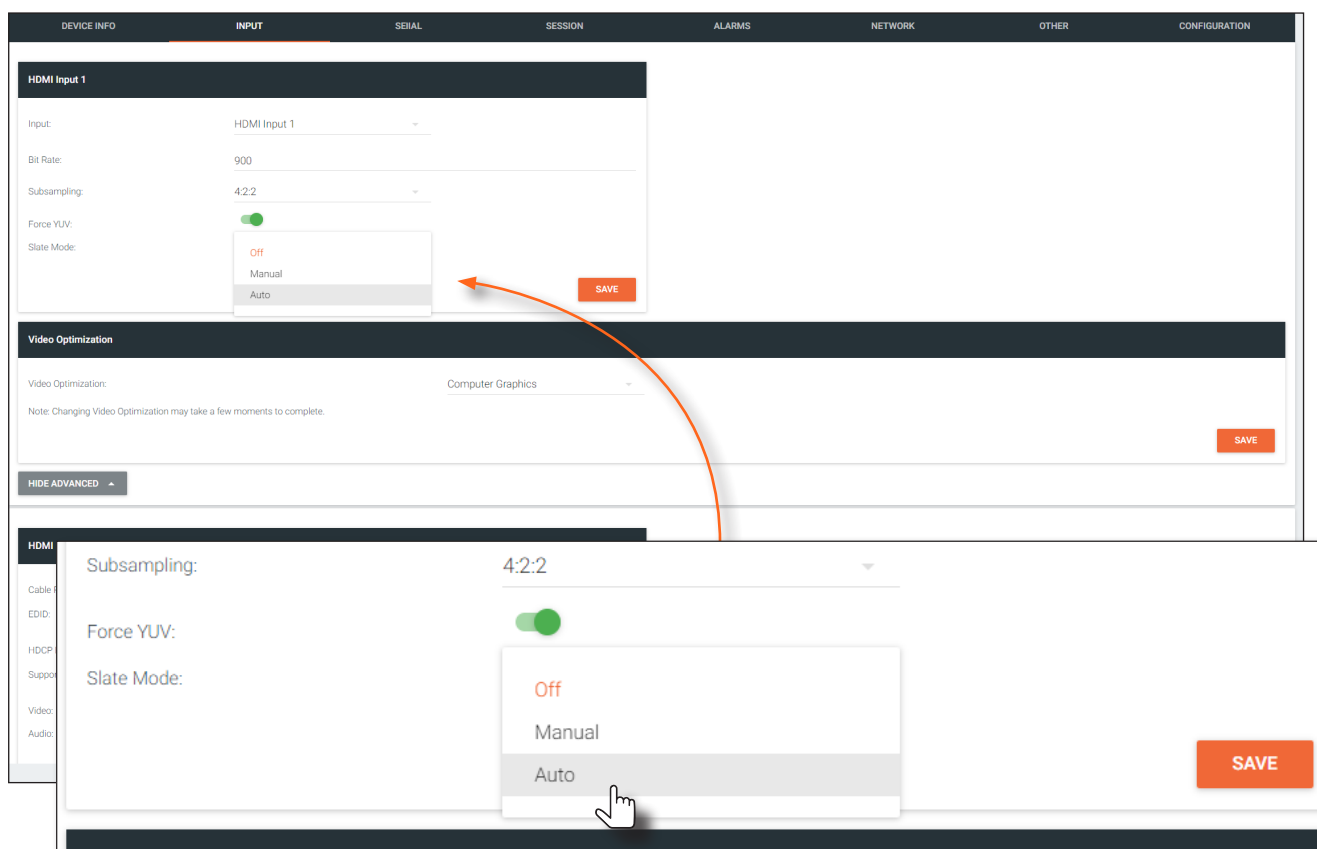 DEVICE INFO INPUT SEIIAL SESSION ALARMS NETWORK OTHER CONFIGURATION
HDMI Input 1
Input: HDMI Input 1
Bit Rate: 900
Subsampling: 4:2:2
Force YUV:
Slate Mode:
Off
Manual
Auto
SAVE
Video Optimization
Video Optimization: Computer Graphics
Note: Changing Video Optimization may take a few moments to complete.
SAVE
HIDE ADVANCED
HDMI
Cable
EDID:
HDCP
Video:
Audio:
Subsampling: 4:2:2
Force YUV:
Slate Mode:
Off
Manual
Auto
SAVE